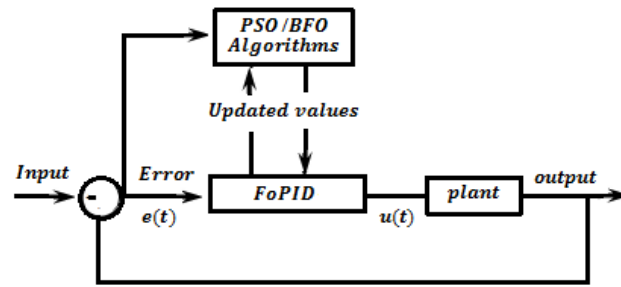 PSO/BFO
Algorithms
Updated values
Input
Error
FoPID
plant
output
-
e(t)
u(t)